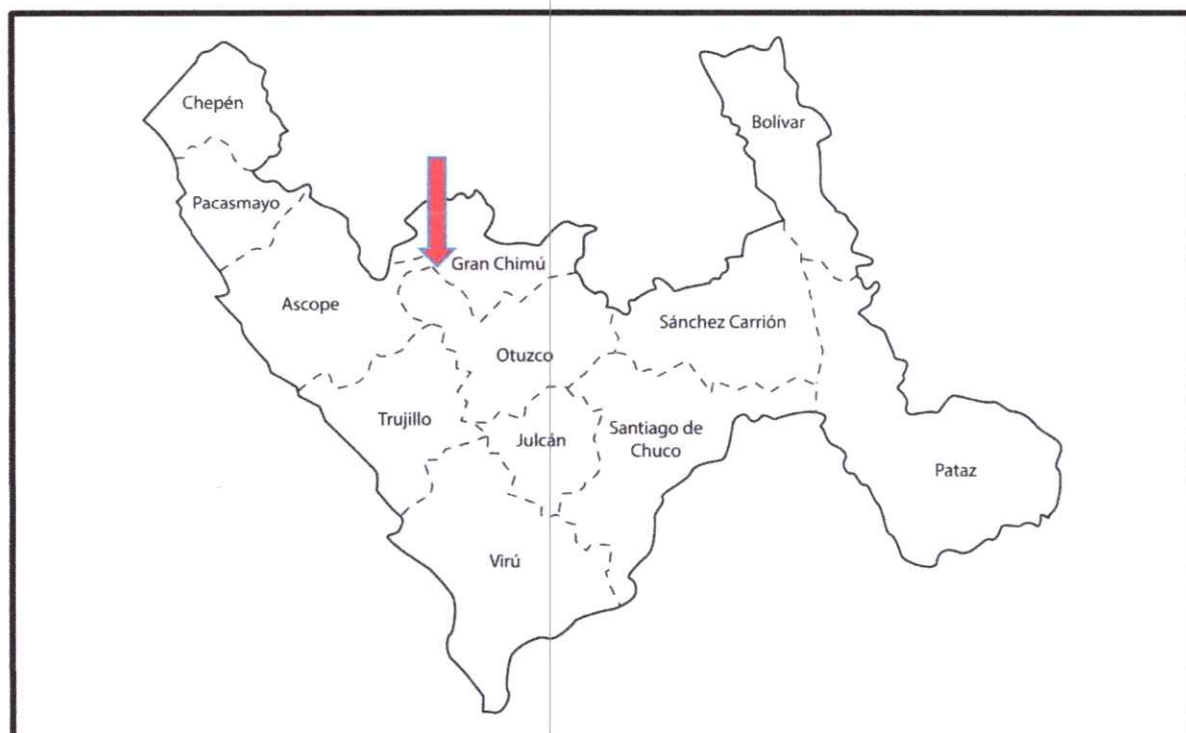 Chepén
Bolívar
Pacasmayo
Gran Chimú
Ascope
Sánchez Carrión
Otuzco
Trujillo
Julcán
Santiago de
Chuco
Pataz
Virú